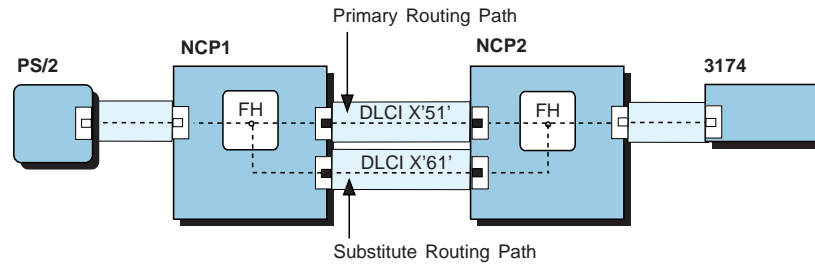 Primary Routing Path
NCP1
NCP2
PS/2
3174
FH
DLCI X'51'
FH
DLCI X'61'
Substitute Routing Path